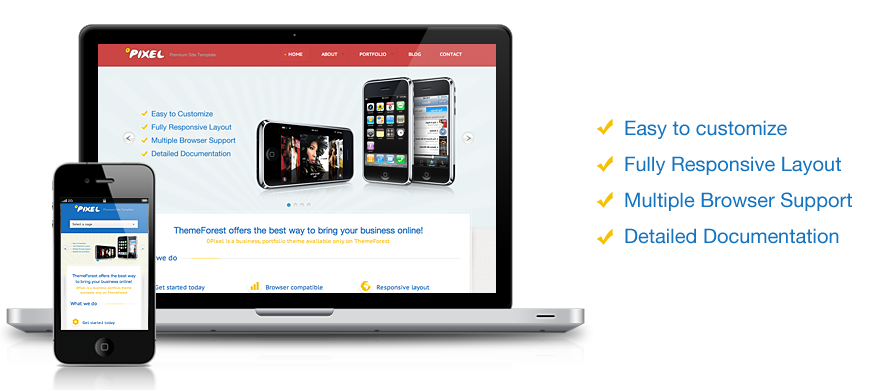 PIXEL Premium Site Template
HOME ABOUT PORTFOLIO BLOG CONTACT
Easy to Customize
Fully Responsive Layout
Multiple Browser Support
Detailed Documentation
ThemeForest offers the best way to bring your business online!
GPixel is a business/portfolio theme available only on ThemeForest
we do
Get started today
Browser compatible
Responsive layout
PIXEL
Select a page
ThemeForest offers the best way
to bring your business online!
What we do
Get started today
Easy to customize
Fully Responsive Layout
Multiple Browser Support
Detailed Documentation